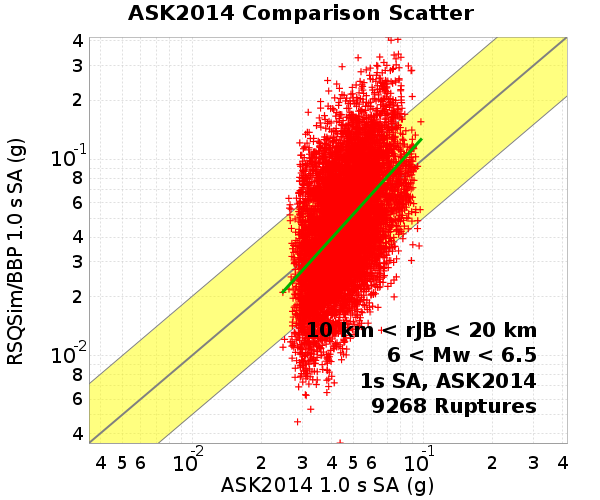 ASK2014 Comparison Scatter
RSQSim/BBP 1.0 s SA (g)
4
3
2
10⁻¹
8
6
4
3
2
10⁻²
8
6
4
10 km < rJB < 20 km
6 < Mw < 6.5
1s SA, ASK2014
9268 Ruptures
4 5 6 10⁻² 2 3 4 5 6 10⁻¹ 2 3 4
ASK2014 1.0 s SA (g)